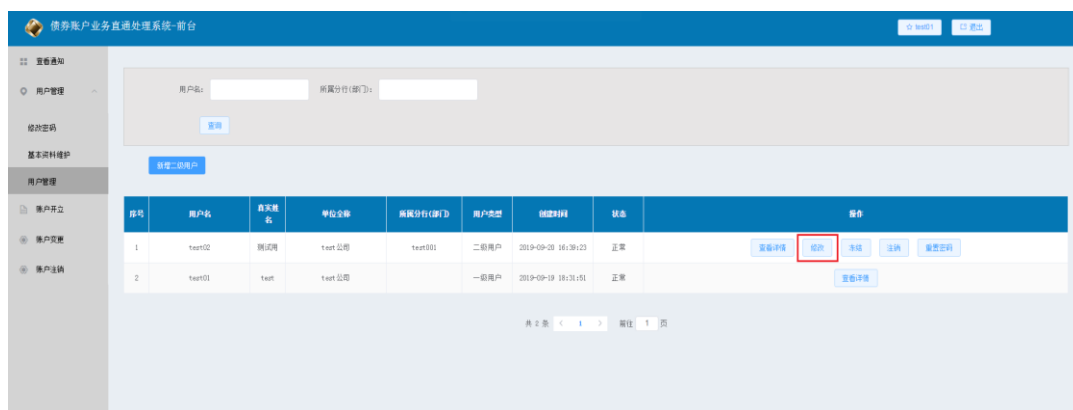 债券账户业务直通处理系统-前台
test01 退出
查看通知
用户管理
修改密码
基本资料维护
用户管理
账户开立
账户变更
账户注销
用户名: 所属分行(部门):
查询
新增二级用户
序号 用户名 真实姓名 单位全称 所属分行(部门) 用户类型 创建时间 状态 操作
1 test02 测试用 test公司 test001 二级用户 2019-09-20 16:39:23 正常 查看详情 修改 冻结 注销 重置密码
2 test01 test test公司 一级用户 2019-09-19 18:31:51 正常 查看详情
共 2 条 < 1 > 前往 1 页